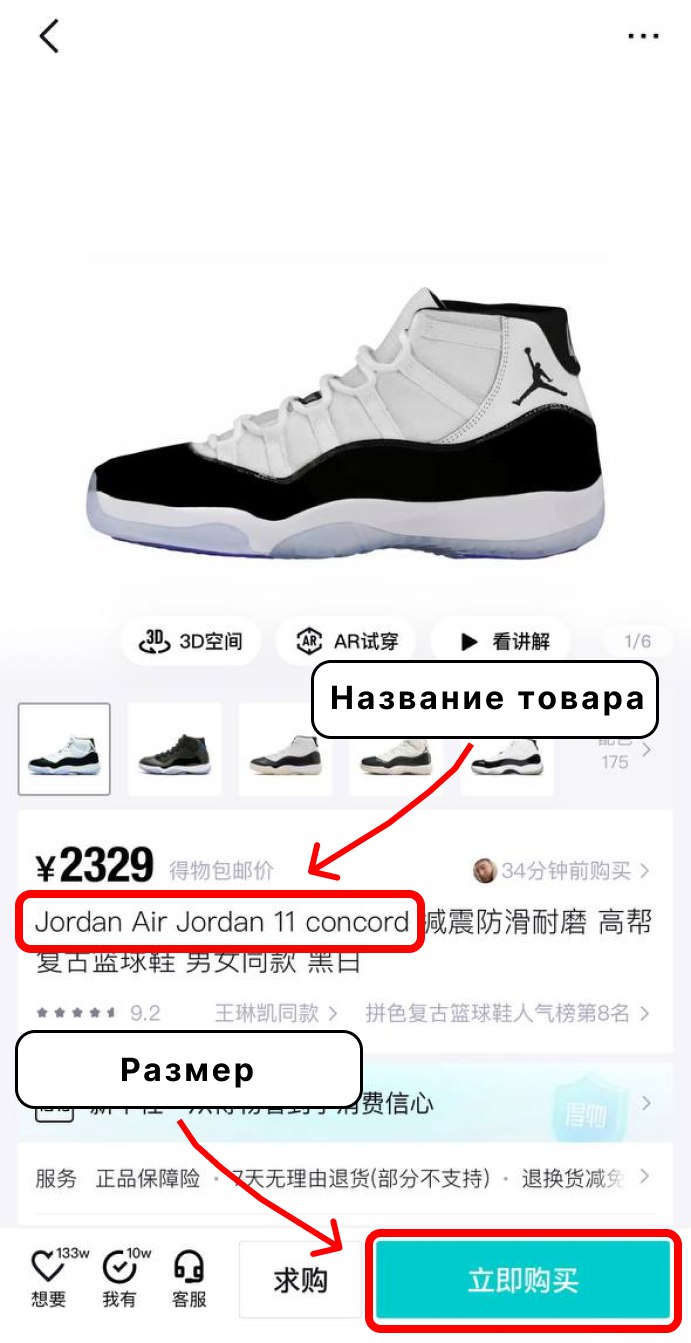 3D空间
AR试穿
看讲解
1/6
Название товара
175
¥2329 得物包邮价 34分钟前购买
Jordan Air Jordan 11 concord 减震防滑耐磨 高帮
复古篮球鞋 男女同款 黑白
9.2 王琳凯同款 拼色复古篮球鞋人气榜第8名
Размер
消费信心
得物
服务 正品保障险 · 7天无理由退货(部分不支持) · 退换货减免
133w 10w
想要 我有 客服
求购
立即购买